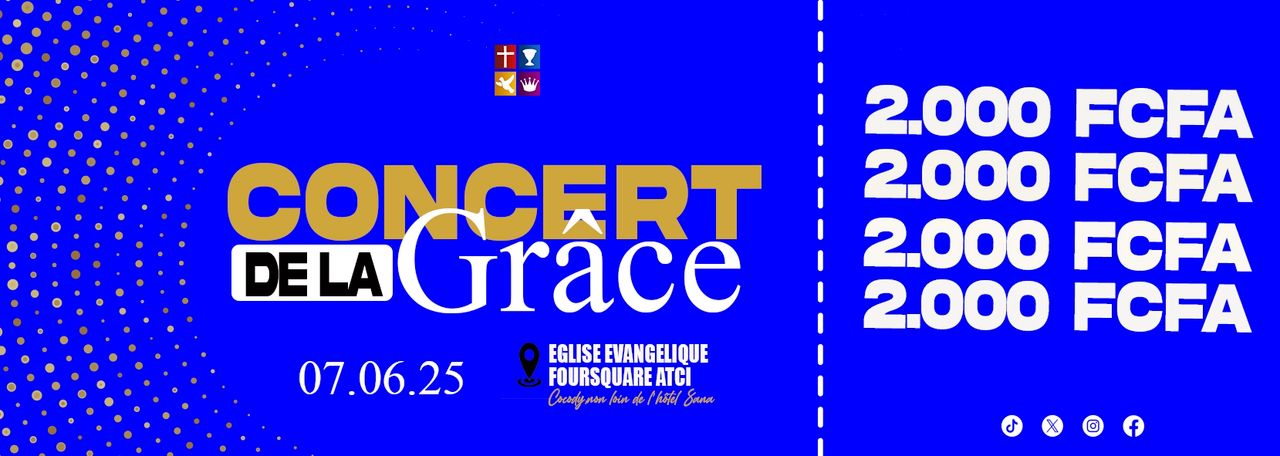 CONCERT
DE LA Grâce
07.06.25
EGLISE EVANGELIQUE
FOURSQUARE ATCI
Cocody, non loin de l'hôtel Sana
2.000 FCFA
2.000 FCFA
2.000 FCFA
2.000 FCFA